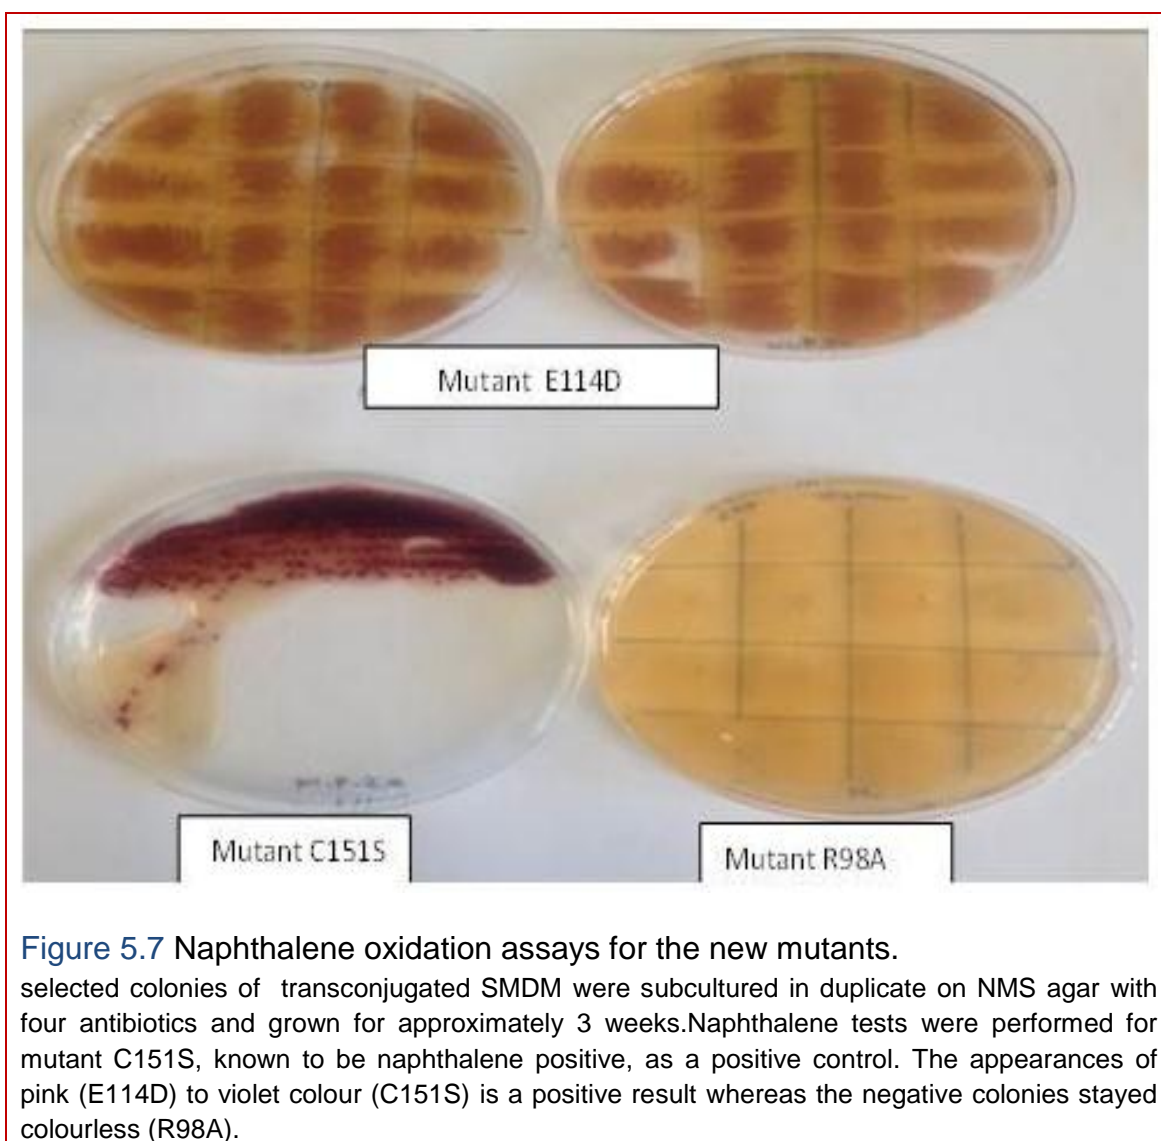 Mutant E114D
Mutant C151S
Mutant R98A
Figure 5.7 Naphthalene oxidation assays for the new mutants.
selected colonies of transconjugated SMDM were subcultured in duplicate on NMS agar with
four antibiotics and grown for approximately 3 weeks.Naphthalene tests were performed for
mutant C151S, known to be naphthalene positive, as a positive control. The appearances of
pink (E114D) to violet colour (C151S) is a positive result whereas the negative colonies stayed
colourless (R98A).